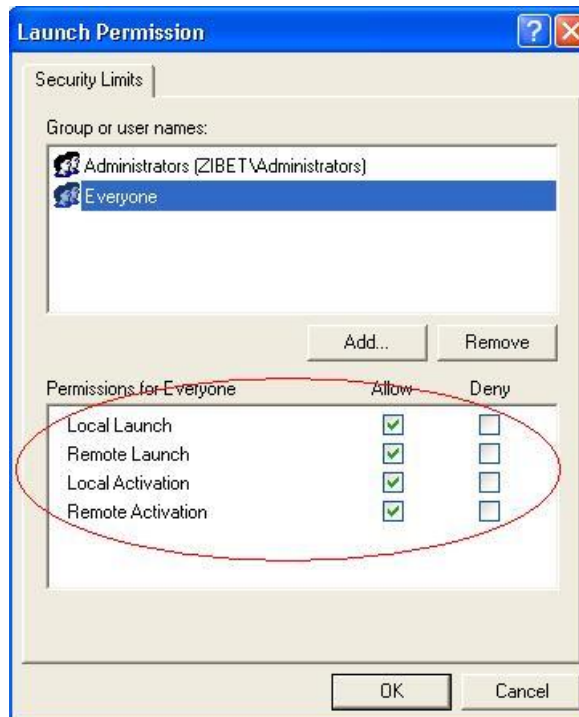 Launch Permission
Security Limits
Group or user names:
Administrators (ZIBET\Administrators)
Everyone
Add... Remove
Permissions for Everyone Allow Deny
Local Launch
Remote Launch
Local Activation
Remote Activation
OK Cancel